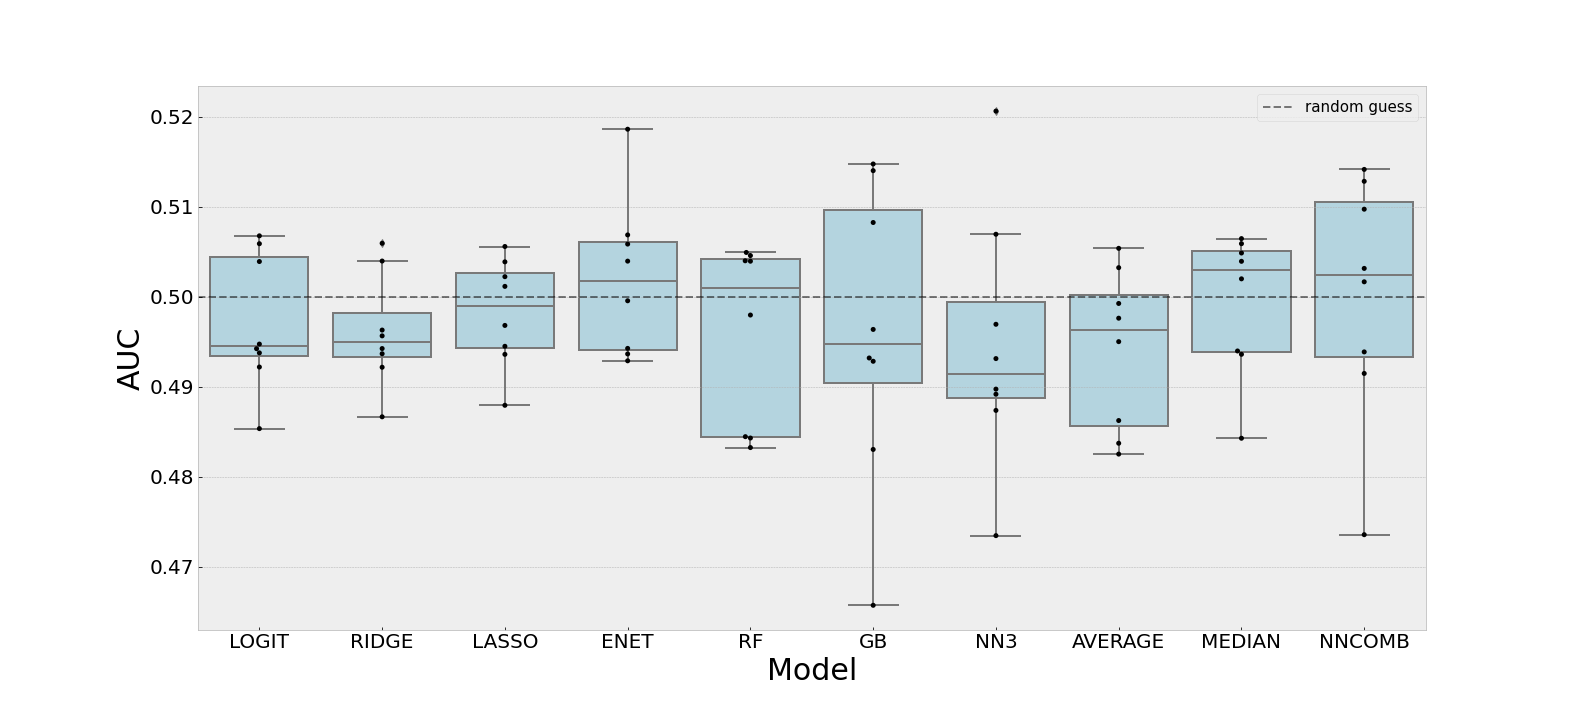 random guess
0.52
0.51
0.50
0.49
0.48
0.47
AUC
LOGIT RIDGE LASSO ENET RF GB NN3 AVERAGE MEDIAN NNCOMB
Model